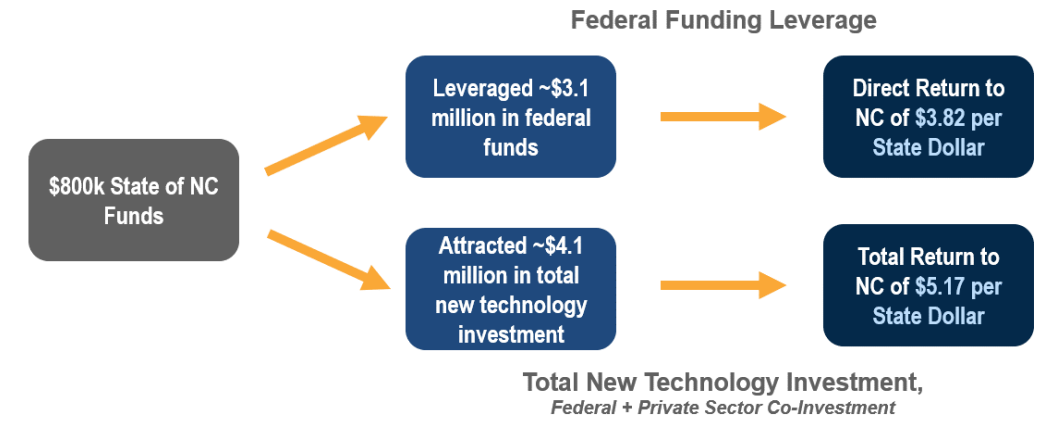 Federal Funding Leverage
$800k State of NC
Funds
Leveraged ~$3.1
million in federal
funds
Direct Return to
NC of $3.82 per
State Dollar
Attracted ~$4.1
million in total
new technology
investment
Total Return to
NC of $5.17 per
State Dollar
Total New Technology Investment,
Federal + Private Sector Co-Investment